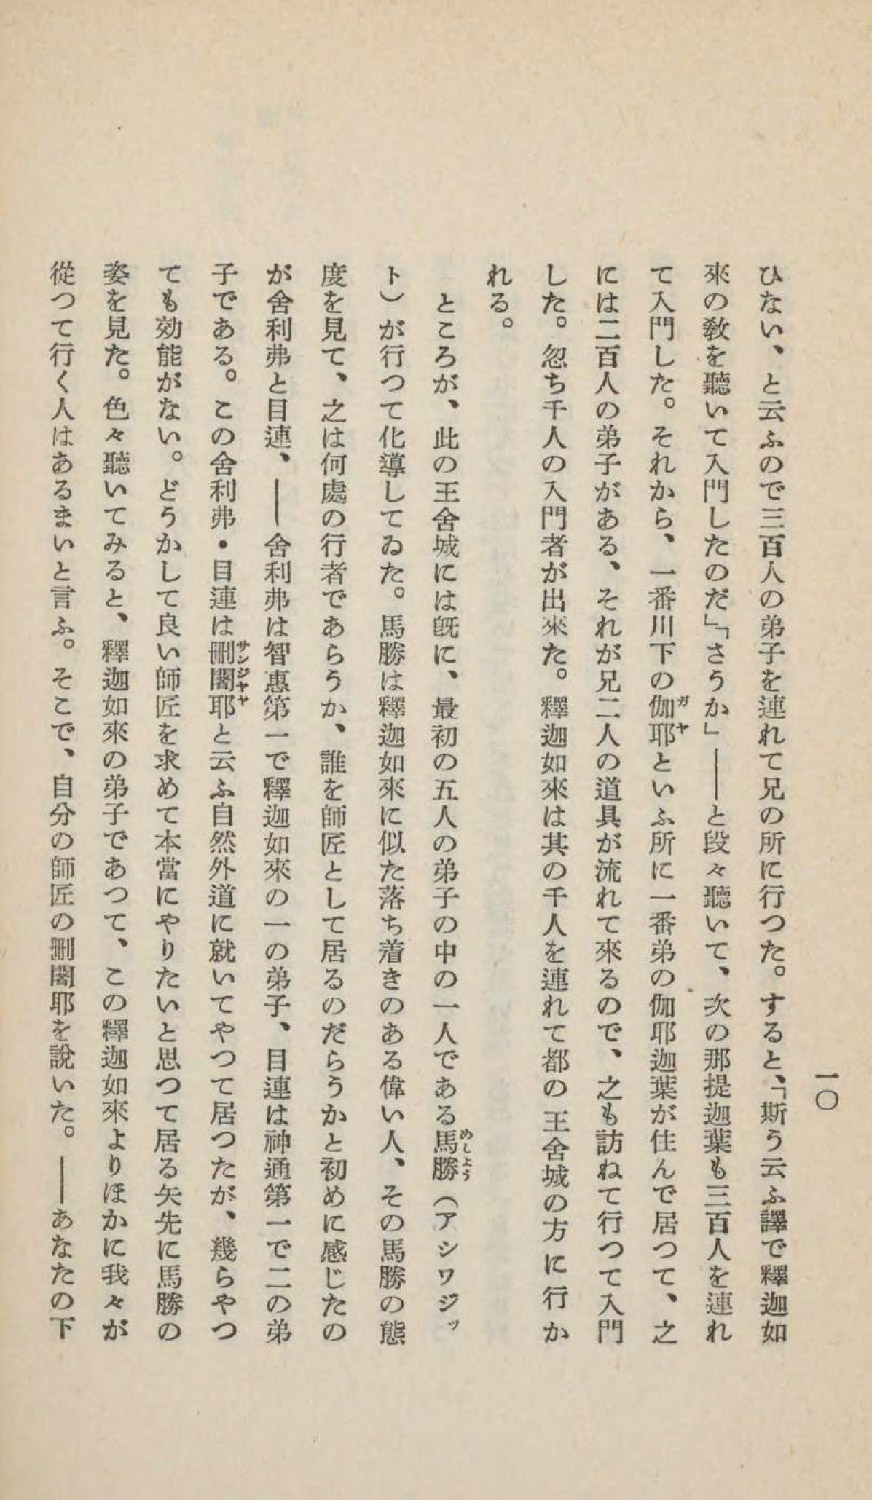 一〇
ひない、と云ふので三百人の弟子を連れて兄の所に行つた。すると、「斯う云ふ譯で釋迦如
來の敎を聽いて入門したのだ」「さうか」――と段々聽いて、次の那提迦葉も三百人を連れ
て入門した。それから、一番川下の伽耶といふ所に一番弟の伽耶迦葉が住んで居つて、之
には二百人の弟子がある、それが兄二人の道具が流れて來るので、之も訪ねて行つて入門
した。忽ち千人の入門者が出來た。釋迦如來は其の千人を連れて都の王舍城の方に行か
れる。
ところが、此の王舍城には旣に、最初の五人の弟子の中の一人である馬勝（アシワジッ
ト）が行つて化導してゐた。馬勝は釋迦如來に似た落ち着きのある偉い人、その馬勝の態
度を見て、之は何處の行者であらうか、誰を師匠として居るのだらうかと初めに感じたの
が舍利弗と目連、――舍利弗は智惠第一で釋迦如來の一の弟子、目連は神通第一で二の弟
子である。この舍利弗・目連は刪闍耶と云ふ自然外道に就いてやつて居つたが、幾らやつ
ても効能がない。どうかして良い師匠を求めて本當にやりたいと思つて居る矢先に馬勝の
姿を見た。色々聽いてみると、釋迦如來の弟子であつて、この釋迦如來よりほかに我々が
從つて行く人はあるまいと言ふ。そこで、自分の師匠の刪闍耶を說いた。――あなたの下